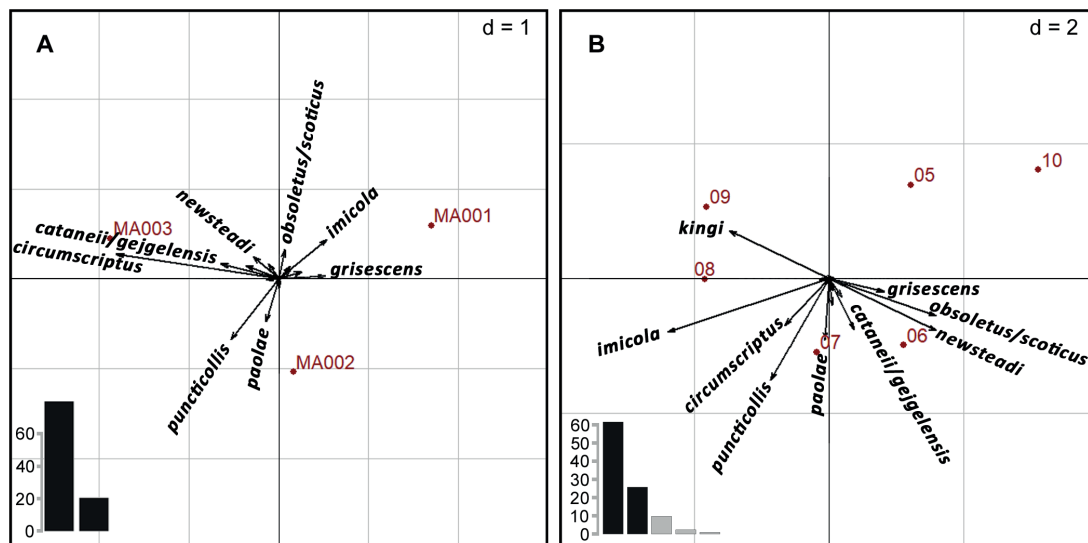 A
d = 1
obsoletus/scoticus
newsteadi
imicola
MA001
MA003
cataneii/gejgelensis
circumscriptus
grisescens
puncticollis
paolae
MA002
60
40
20
0
B
d = 2
10
05
09
kingi
08
grisescens
obsoletus/scoticus
newsteadi
imicola
circumscriptus
07
06
paolae
cataneii/gejgelensis
puncticollis
60
50
40
30
20
10
0